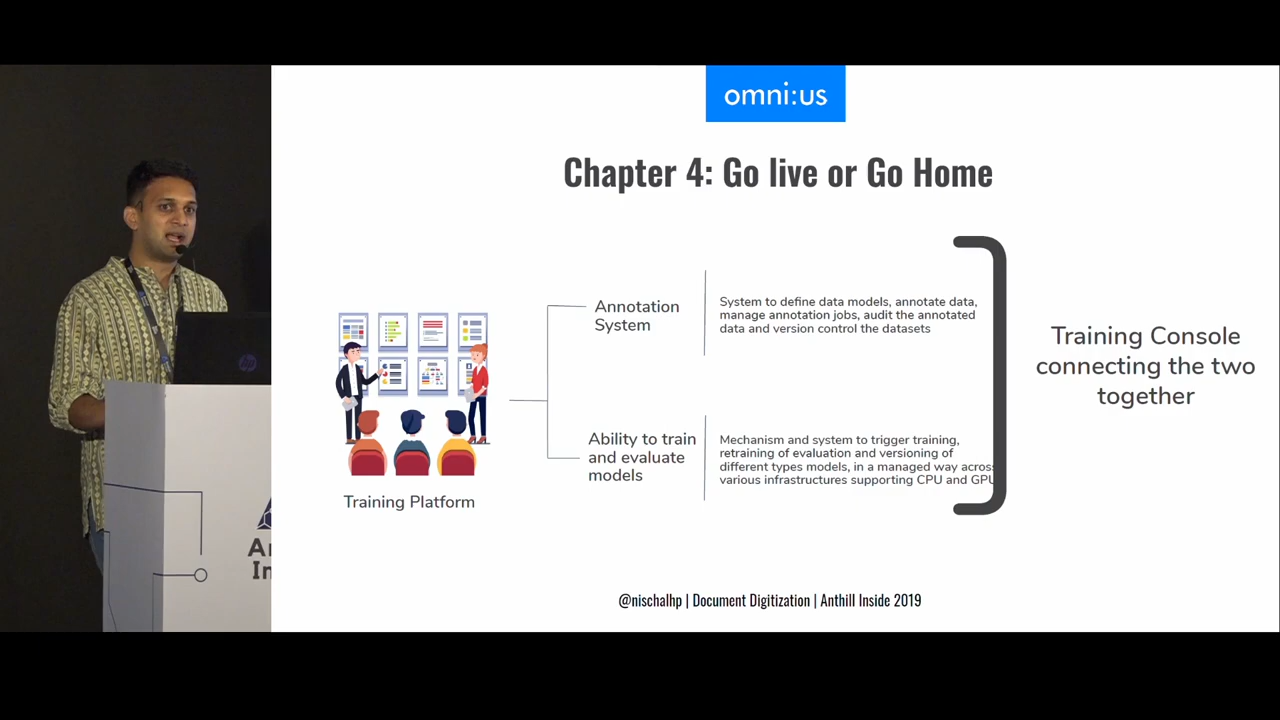 omni:us
Chapter 4: Go live or Go Home
Annotation
System
System to define data models, annotate data,
manage annotation jobs, audit the annotated
data and version control the datasets
Training Console
connecting the two
together
Ability to train
and evaluate
models
Mechanism and system to trigger training,
retraining of evaluation and versioning of
different types models, in a managed way across
various infrastructures supporting CPU and GPU
Training Platform
@nischalhp | Document Digitization | Anthill Inside 2019
hp